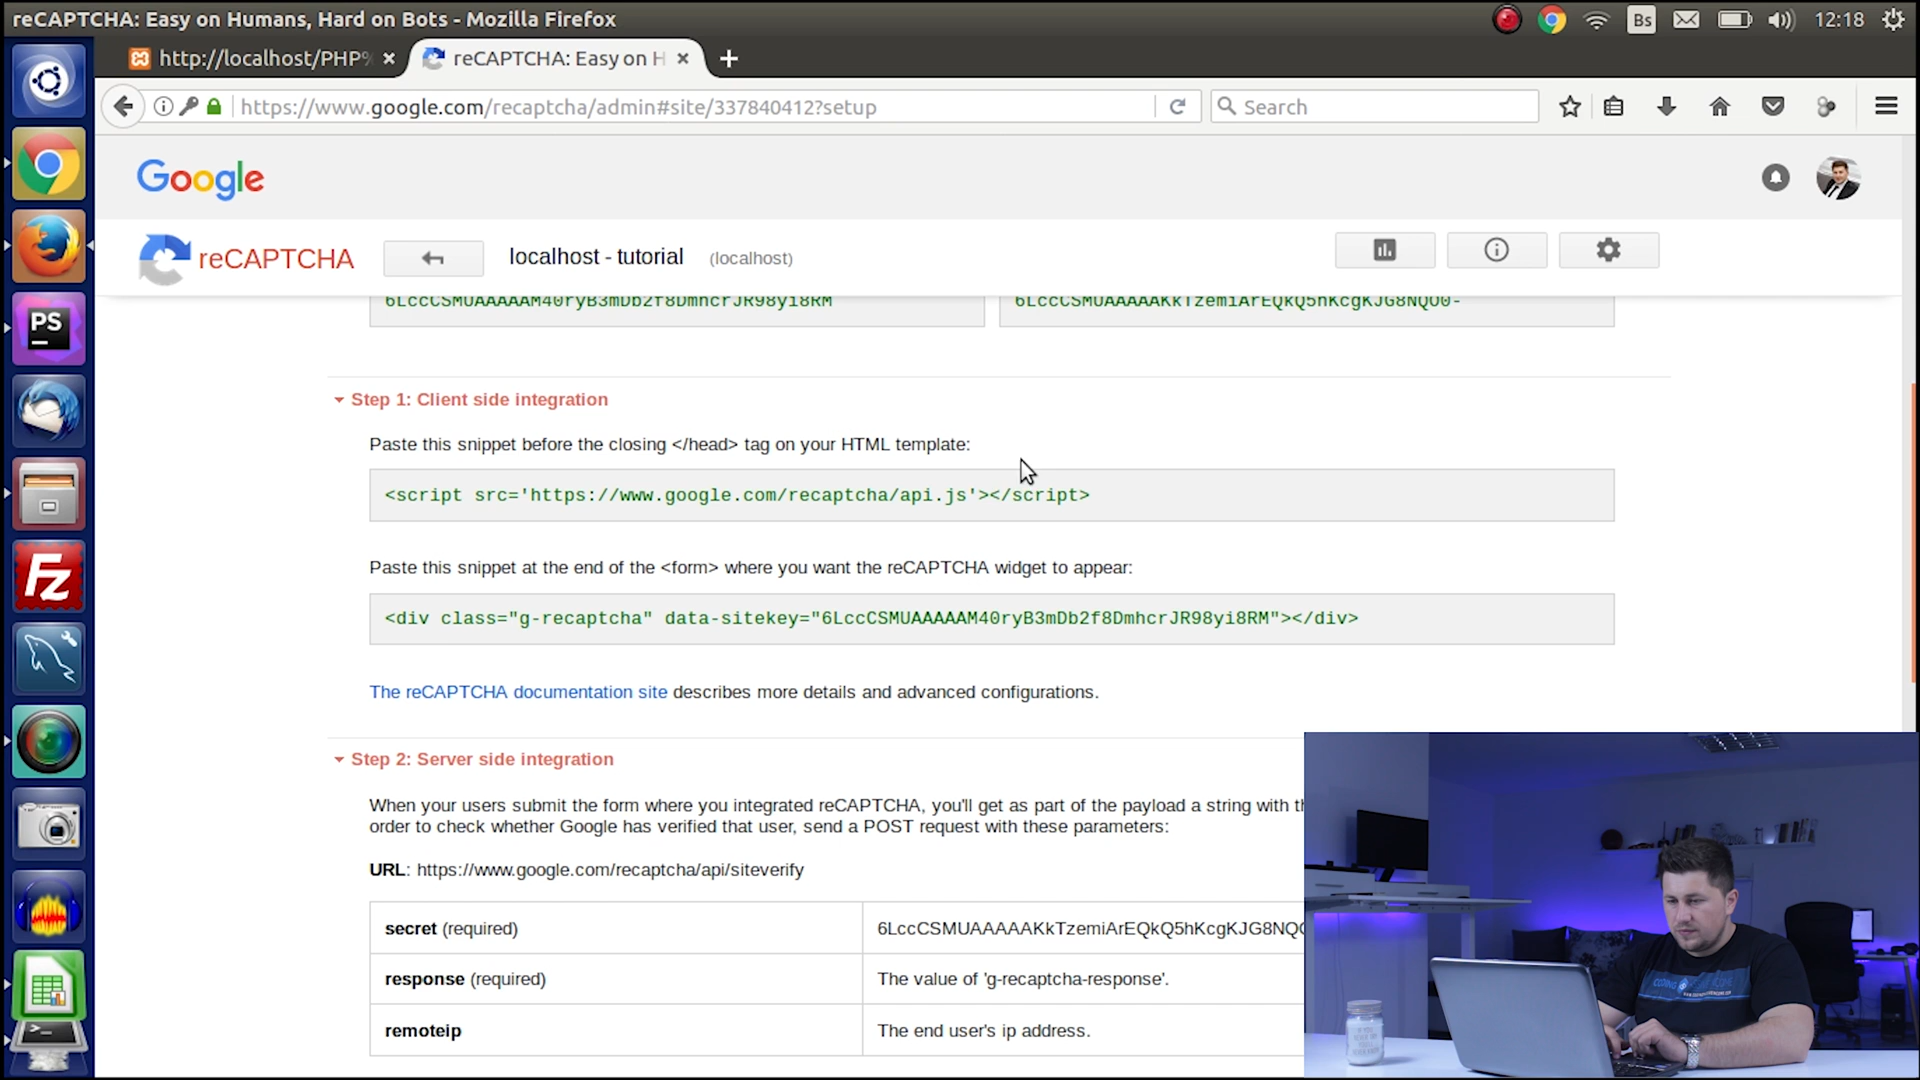 reCAPTCHA: Easy on Humans, Hard on Bots - Mozilla Firefox
Bs
12:18
http://localhost/PHP%
reCAPTCHA: Easy on H
https://www.google.com/recaptcha/admin#site/337840412?setup
Search
Google
reCAPTCHA
localhost - tutorial (localhost)
PS
6LccCSMUAAAAAM40ryB3mDb2f8DmhcrJR98yi8RM
6LccCSMUAAAAAKkTzemiArEQkQ5hKcgKJG8NQO0-
Step 1: Client side integration
Paste this snippet before the closing </head> tag on your HTML template:
<script src='https://www.google.com/recaptcha/api.js'></script>
Paste this snippet at the end of the <form> where you want the reCAPTCHA widget to appear:
Fz
<div class="g-recaptcha" data-sitekey="6LccCSMUAAAAAM40ryB3mDb2f8DmhcrJR98yi8RM"></div>
The reCAPTCHA documentation site describes more details and advanced configurations.
Step 2: Server side integration
When your users submit the form where you integrated reCAPTCHA, you'll get as part of the payload a string with th
order to check whether Google has verified that user, send a POST request with these parameters:
URL: https://www.google.com/recaptcha/api/siteverify
secret (required)
6LccCSMUAAAAAKkTzemiArEQkQ5hKcgKJG8NQO
response (required)
The value of 'g-recaptcha-response'.
remoteip
The end user's ip address.